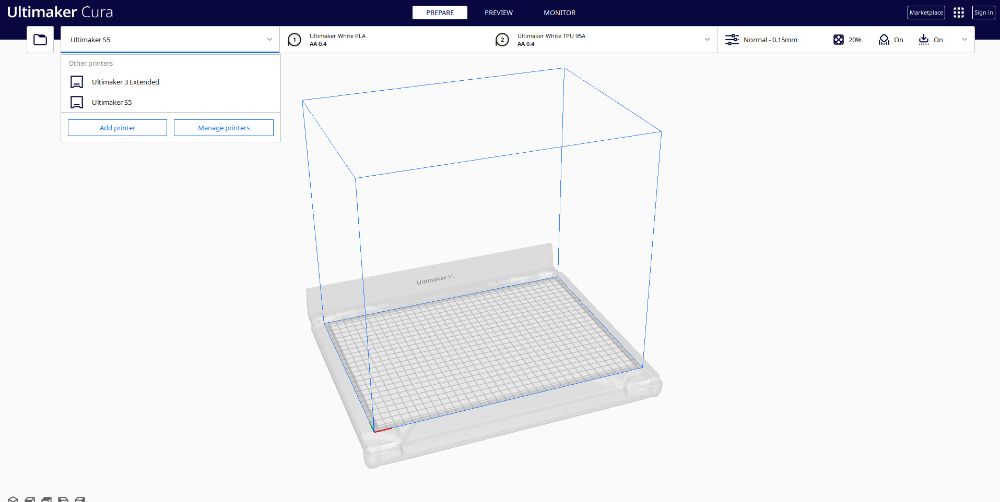 Ultimaker Cura
PREPARE
PREVIEW
MONITOR
Marketplace
Sign in
Ultimaker S5
1
Ultimaker White PLA
AA 0.4
2
Ultimaker White TPU 95A
AA 0.4
Normal - 0.15mm
20%
On
On
Other printers
Ultimaker 3 Extended
Ultimaker S5
Add printer
Manage printers
Ultimaker S5